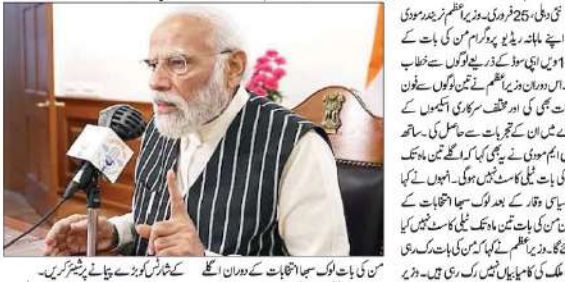 نئی دہلی، 25 فروری۔ وزیراعظم نریندر مودی
اپنے ماہانہ ریڈیو پروگرام من کی بات کے
1ویں ایپی سوڈ کے ذریعے لوگوں سے خطاب
اس دوران وزیراعظم نے تین لوگوں سے فون
بات بھی کی اور مختلف سرکاری اسکیموں کے
ے میں ان کے تجربات سے حاصل کی۔ ساتھ
ی ایم مودی نے یہ بھی کہا کہ اگلے تین ماہ تک
کی بات ٹیلی کاسٹ نہیں ہوگی۔ انہوں نے کہا
سیاسی وقار کے بعد لوک سبھا انتخابات کے
ن من کی بات تین ماہ تک ٹیلی کاسٹ نہیں کیا
ئے گا۔ وزیراعظم نے کہا کہ من کی بات رک رہی
ملک کی کامیابیاں نہیں رک رہی ہیں۔ وزیر
من کی بات لوک سبھا انتخابات کے دوران اگلے
کے شارٹس کو بڑے پیمانے پر شیئر کریں۔